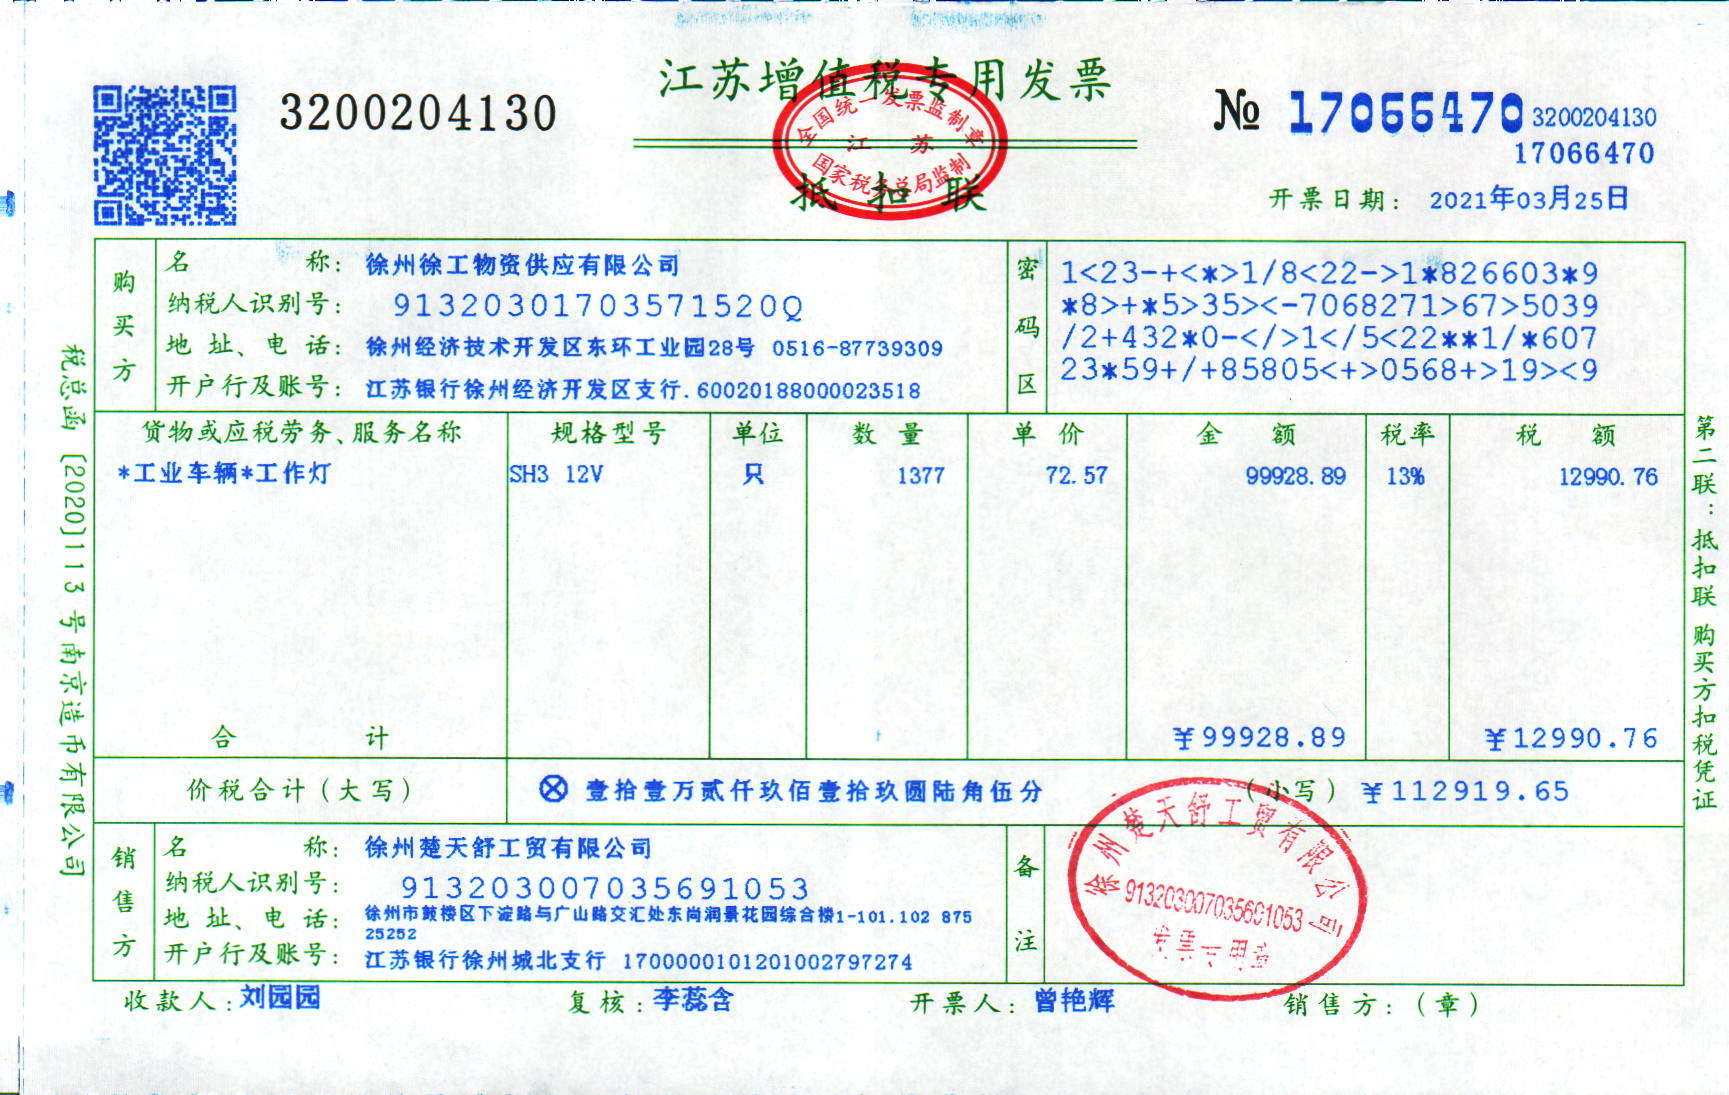 江苏增值税专用发票
3200204130
№ 17066470 3200204130
17066470
全国统一发票监制章
江 苏
国家税务总局监制
抵 扣 联
开票日期: 2021年03月25日
购买方
名 称: 徐州徐工物资供应有限公司
纳税人识别号: 91320301703571520Q
地 址、电 话: 徐州经济技术开发区东环工业园28号 0516-87739309
开户行及账号: 江苏银行徐州经济开发区支行.60020188000023518
密码区
1<23-+<*>1/8<22->1*826603*9
*8>+*5>35><-7068271>67>5039
/2+432*0-</>1</5<22**1/*607
23*59+/+85805<+>0568+>19><9
货物或应税劳务、服务名称 规格型号 单位 数 量 单 价 金 额 税率 税 额
*工业车辆*工作灯 SH3 12V 只 1377 72.57 99928.89 13% 12990.76
合 计 ¥99928.89 ¥12990.76
价税合计(大写) ⊗ 壹拾壹万贰仟玖佰壹拾玖圆陆角伍分 (小写) ¥112919.65
销售方
名 称: 徐州楚天舒工贸有限公司
纳税人识别号: 913203007035691053
地 址、电 话: 徐州市鼓楼区下淀路与广山路交汇处东尚润景花园综合楼1-101.102 875
25252
开户行及账号: 江苏银行徐州城北支行 1700000101201002797274
备注
徐州楚天舒工贸有限公司
913203007035691053
发票专用章
收款人: 刘园园 复核: 李蕊含 开票人: 曾艳辉 销售方: (章)
税总函 [2020]113 号南京造币有限公司
第二联: 抵扣联 购买方扣税凭证